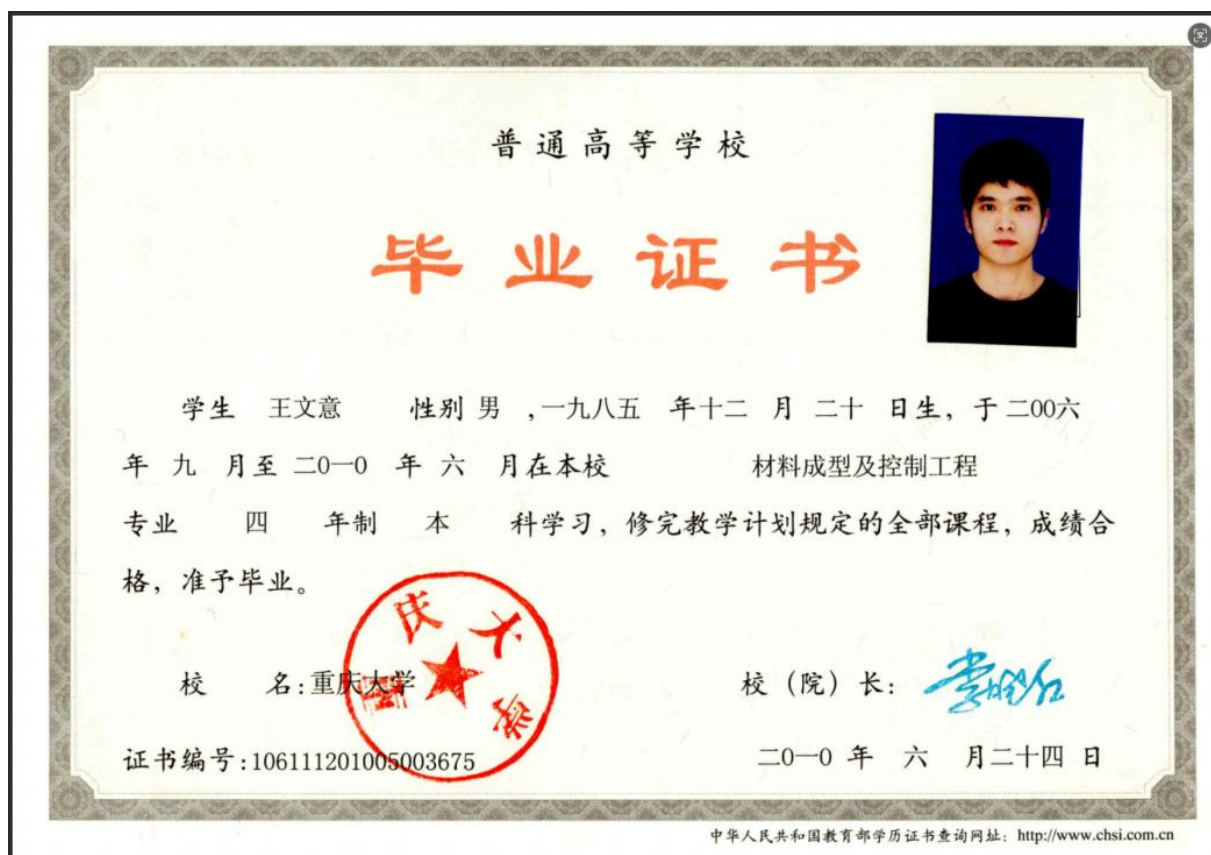 普通高等学校
毕业证书
学生 王文意 性别 男 ,一九八五 年十二 月 二十 日生，于 二00六
年 九 月至 二0一0 年 六 月在本校 材料成型及控制工程
专业 四 年制 本 科学习，修完教学计划规定的全部课程，成绩合
格，准予毕业。
重庆大学
校 名:重庆大学 校（院）长: 李晓红
证书编号:106111201005003675 二0一0 年 六 月二十四 日
中华人民共和国教育部学历证书查询网址: http://www.chsi.com.cn